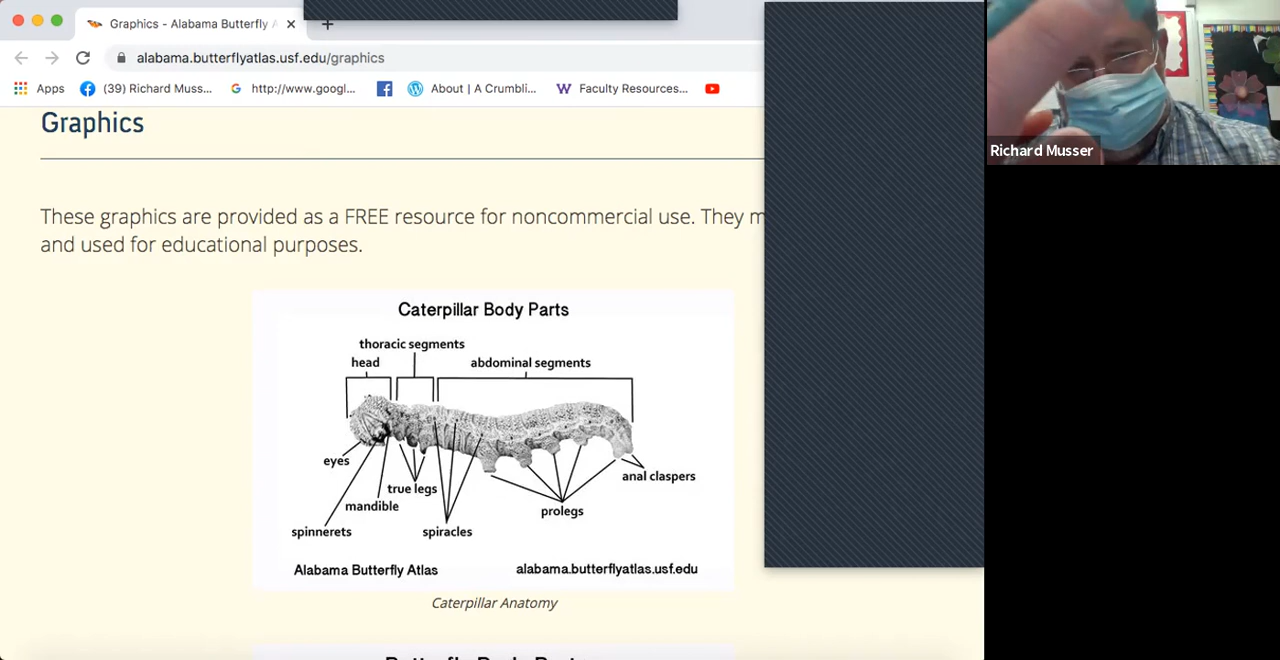 Graphics - Alabama Butterfly A
alabama.butterflyatlas.usf.edu/graphics
Apps (39) Richard Muss... http://www.googl... About | A Crumbli... Faculty Resources...
Graphics
Richard Musser
These graphics are provided as a FREE resource for noncommercial use. They m
and used for educational purposes.
Caterpillar Body Parts
thoracic segments
head abdominal segments
eyes
anal claspers
true legs
mandible
prolegs
spinnerets spiracles
Alabama Butterfly Atlas alabama.butterflyatlas.usf.edu
Caterpillar Anatomy
Butterfly Body Parts